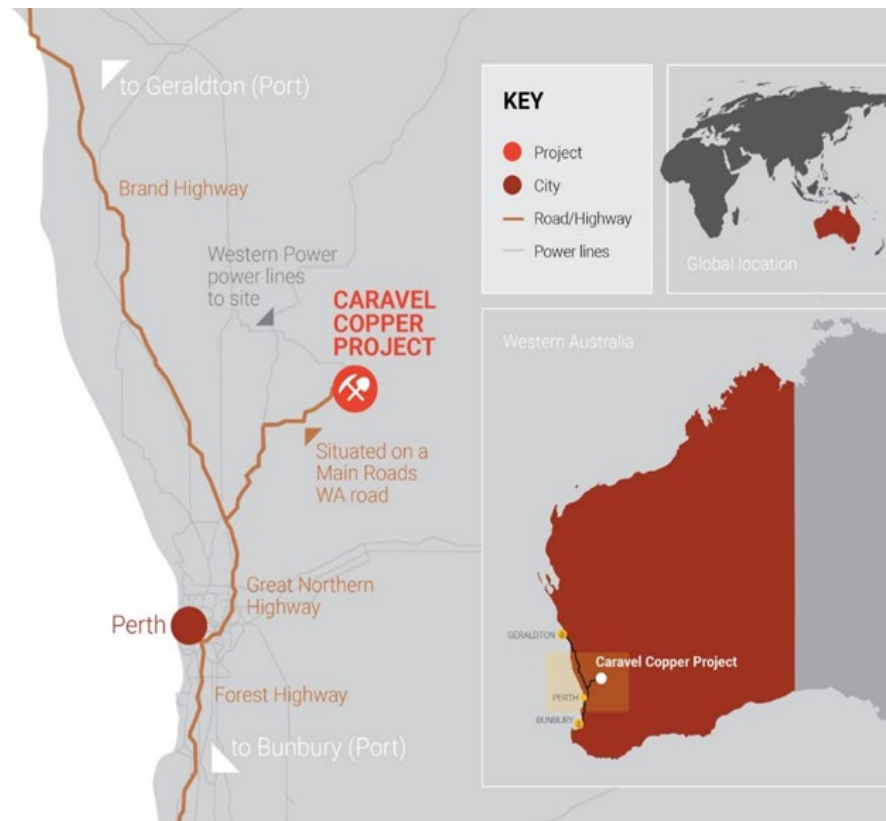 to Geraldton (Port)
Brand Highway
Western Power
power lines
to site
CARAVEL
COPPER
PROJECT
Situated on a
Main Roads
WA road
Great Northern
Highway
Perth
Forest Highway
to Bunbury (Port)
KEY
Project
City
Road/Highway
Power lines
Global location
Western Australia
GERALDTON
Caravel Copper Project
PERTH
BUNBURY